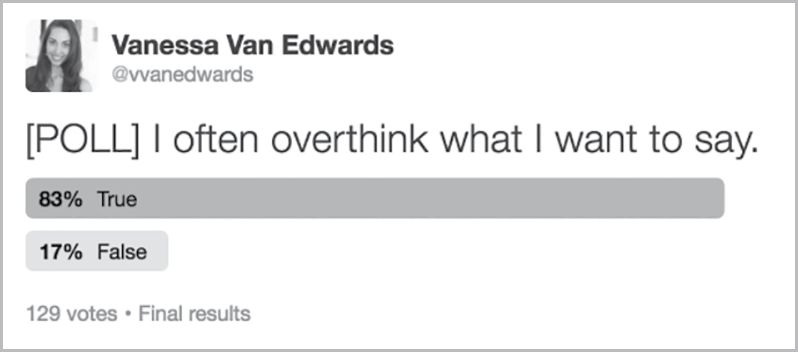 Vanessa Van Edwards
@vvanedwards
[POLL] I often overthink what I want to say.
83% True
17% False
129 votes • Final results